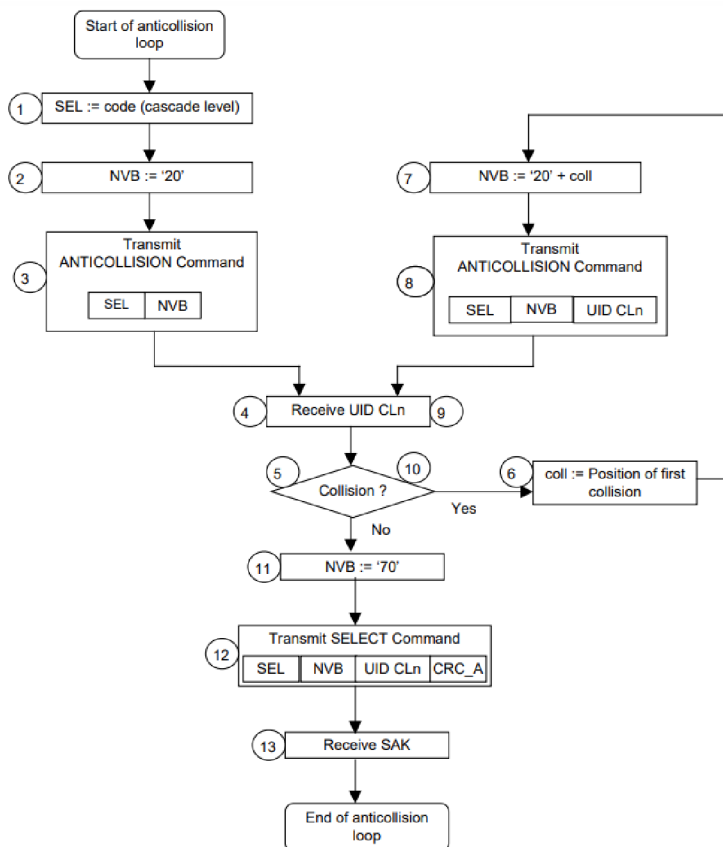 Start of anticollision
loop
1
SEL := code (cascade level)
2
NVB := ‘20’
7
NVB := ‘20’ + coll
3
Transmit
ANTICOLLISION Command
SEL NVB
8
Transmit
ANTICOLLISION Command
SEL NVB UID CLn
4
Receive UID CLn
9
5
Collision ?
10
6
coll := Position of first
collision
Yes
No
11
NVB := ‘70’
12
Transmit SELECT Command
SEL NVB UID CLn CRC_A
13
Receive SAK
End of anticollision
loop